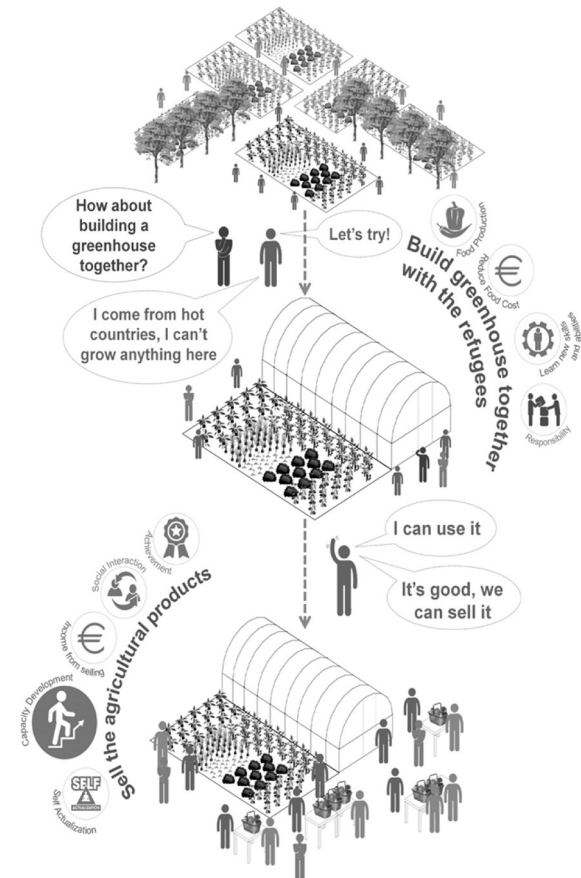 How about
building a
greenhouse
together?
Let's try!
I come from hot
countries, I can't
grow anything here
Build greenhouse together
with the refugees
Food Production
Reduce Food Cost
Learn new skills
and abilities
Responsibility
I can use it
It's good, we
can sell it
Sell the agricultural products
Achievement
Social Interaction
Income from selling
Capacity Development
SELF
ACTUALIZATION
Self Actualization